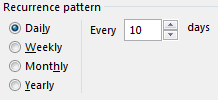 Recurrence pattern
Daily Every 10 days
Weekly
Monthly
Yearly